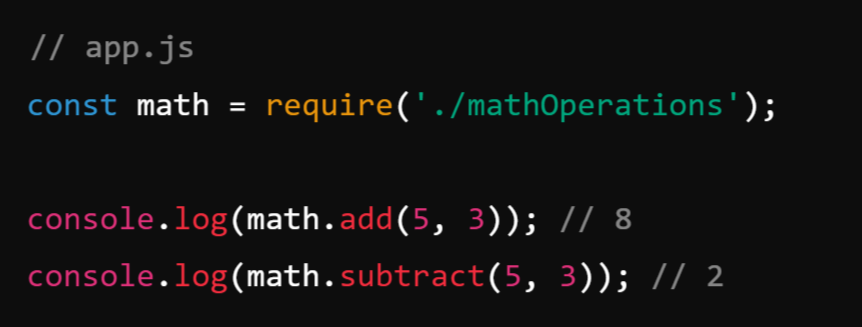 // app.js
const math = require('./mathOperations');
console.log(math.add(5, 3)); // 8
console.log(math.subtract(5, 3)); // 2